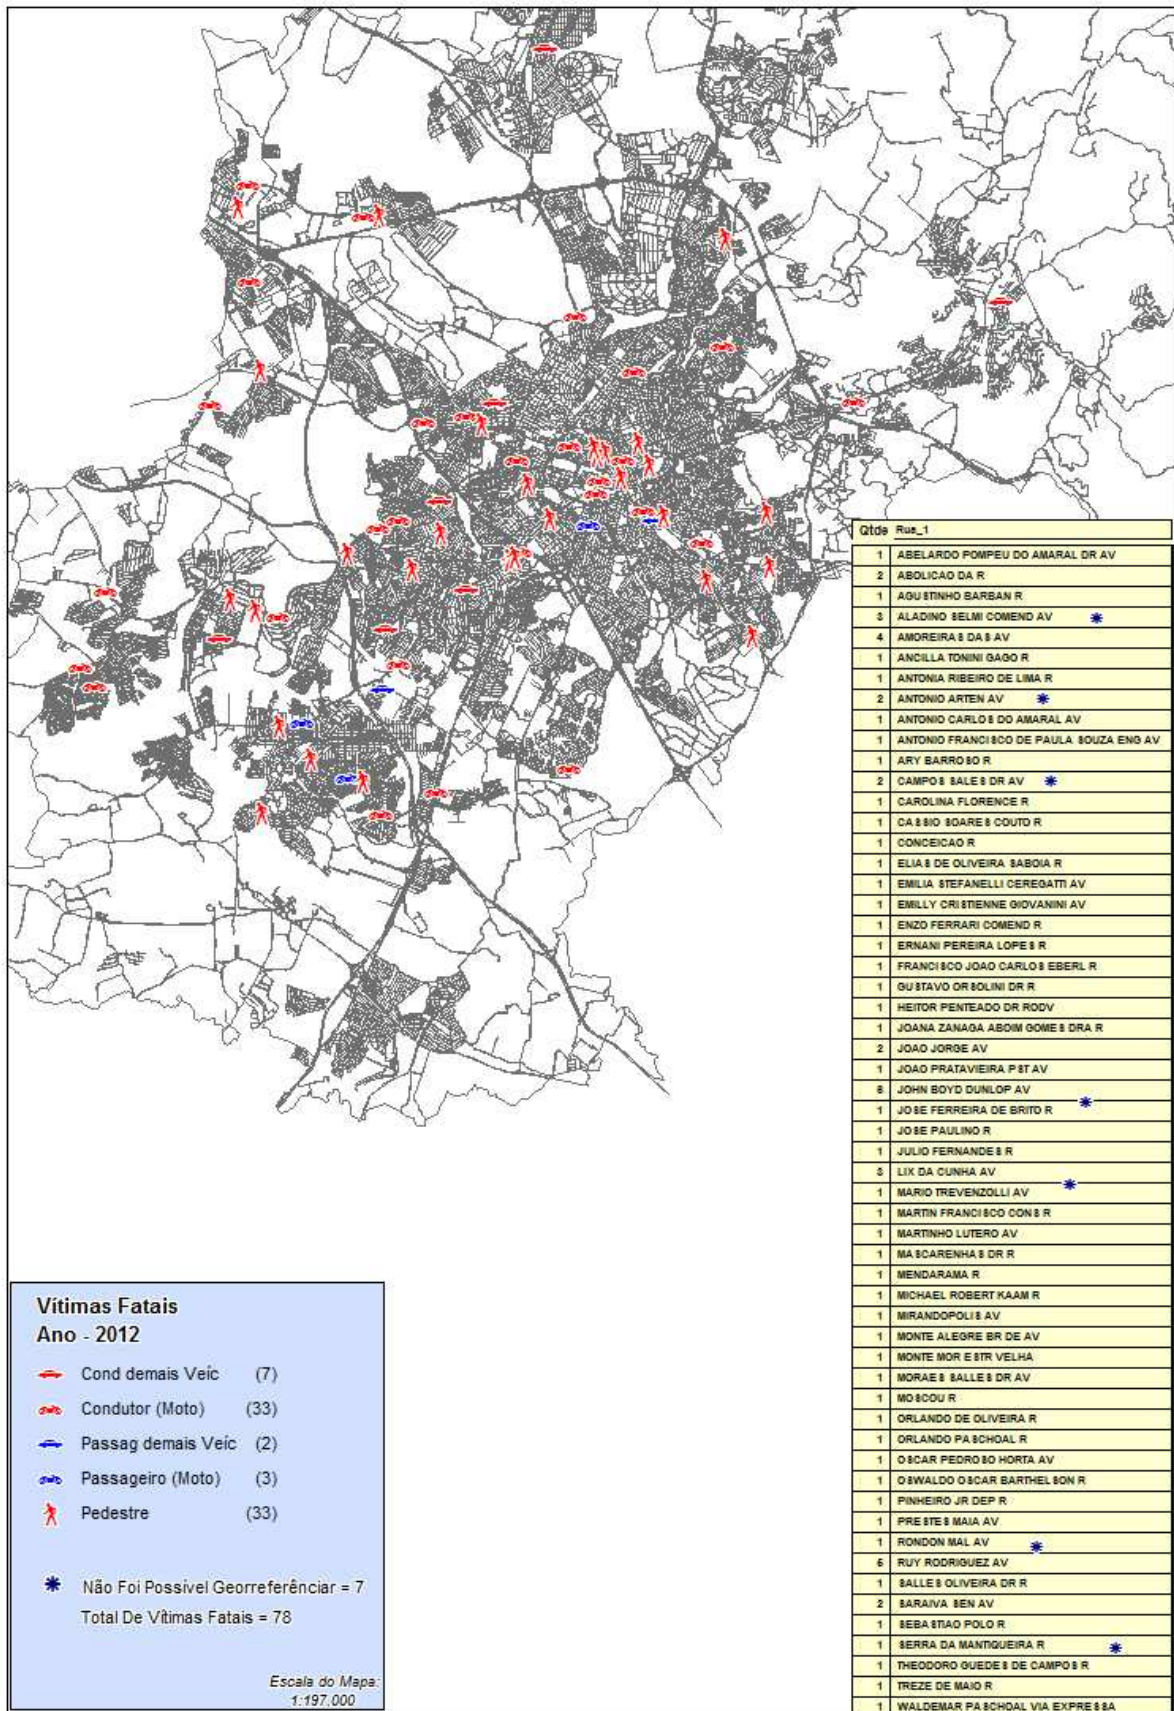 Qtde Rua_1
1 ABELARDO POMPEU DO AMARAL DR AV
2 ABOLICAO DA R
1 AGUSTINHO BARBAN R
3 ALADINO SELMI COMEND AV *
4 AMOREIRAS DAS AV
1 ANCILLA TONINI GAGO R
1 ANTONIA RIBEIRO DE LIMA R
2 ANTONIO ARTEN AV *
1 ANTONIO CARLOS DO AMARAL AV
1 ANTONIO FRANCISCO DE PAULA SOUZA ENG AV
1 ARY BARROSO R
2 CAMPOS SALES DR AV *
1 CAROLINA FLORENCE R
1 CASSIO SOARES COUTO R
1 CONCEICAO R
1 ELIAS DE OLIVEIRA SABOIA R
1 EMILIA STEFANELLI CEREGATTI AV
1 EMILLY CRISTIENNE GIOVANINI AV
1 ENZO FERRARI COMEND R
1 ERNANI PEREIRA LOPES R
1 FRANCISCO JOAO CARLOS EBERL R
1 GUSTAVO ORSOLINI DR R
1 HEITOR PENTEADO DR RODV
1 JOANA ZANAGA ABOIM GOMES DRA R
2 JOAO JORGE AV
1 JOAO PRATAVIEIRA PST AV
JOHN BOYD DUNLOP AV *
1 JOSE FERREIRA DE BRITO R
1 JOSE PAULINO R
1 JULIO FERNANDES R
3 LIX DA CUNHA AV *
1 MARIO TREVENZOLLI AV
1 MARTIN FRANCISCO CONS R
1 MARTINHO LUTERO AV
1 MASCARENHAS DR R
1 MENDARAMA R
1 MICHAEL ROBERT KAAM R
1 MIRANDOPOLIS AV
1 MONTE ALEGRE BR DE AV
1 MONTE MOR ESTR VELHA
1 MORAES SALLES DR AV
1 MOSCOU R
1 ORLANDO DE OLIVEIRA R
1 ORLANDO PASCHOAL R
1 OSCAR PEDROSO HORTA AV
1 OSWALDO OSCAR BARTHELSON R
1 PINHEIRO JR DEP R
1 PRESTES MAIA AV
1 RONDON MAL AV *
RUY RODRIGUEZ AV
1 SALLES OLIVEIRA DR R
2 SARAIVA SEN AV
1 SEBASTIAO POLO R
1 SERRA DA MANTIQUEIRA R *
1 THEODORO GUEDES DE CAMPOS R
1 TREZE DE MAIO R
1 WALDEMAR PASCHOAL VIA EXPRESSA
Vítimas Fatais
Ano - 2012
Cond demais Veíc (7)
Condutor (Moto) (33)
Passag demais Veíc (2)
Passageiro (Moto) (3)
Pedestre (33)
* Não Foi Possível Georreferênciar = 7
Total De Vítimas Fatais = 78
Escala do Mapa:
1:197.000